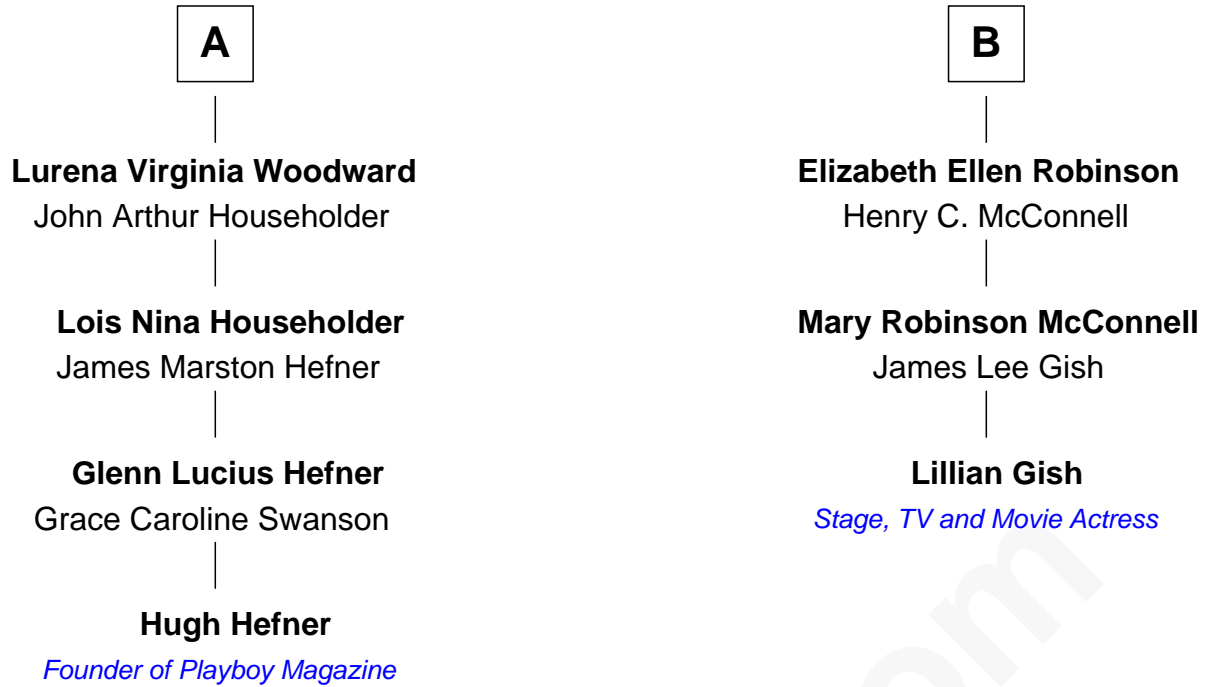 A
Lurena Virginia Woodward
John Arthur Householder
Lois Nina Householder
James Marston Hefner
Glenn Lucius Hefner
Grace Caroline Swanson
Hugh Hefner
Founder of Playboy Magazine
B
Elizabeth Ellen Robinson
Henry C. McConnell
Mary Robinson McConnell
James Lee Gish
Lillian Gish
Stage, TV and Movie Actress
om